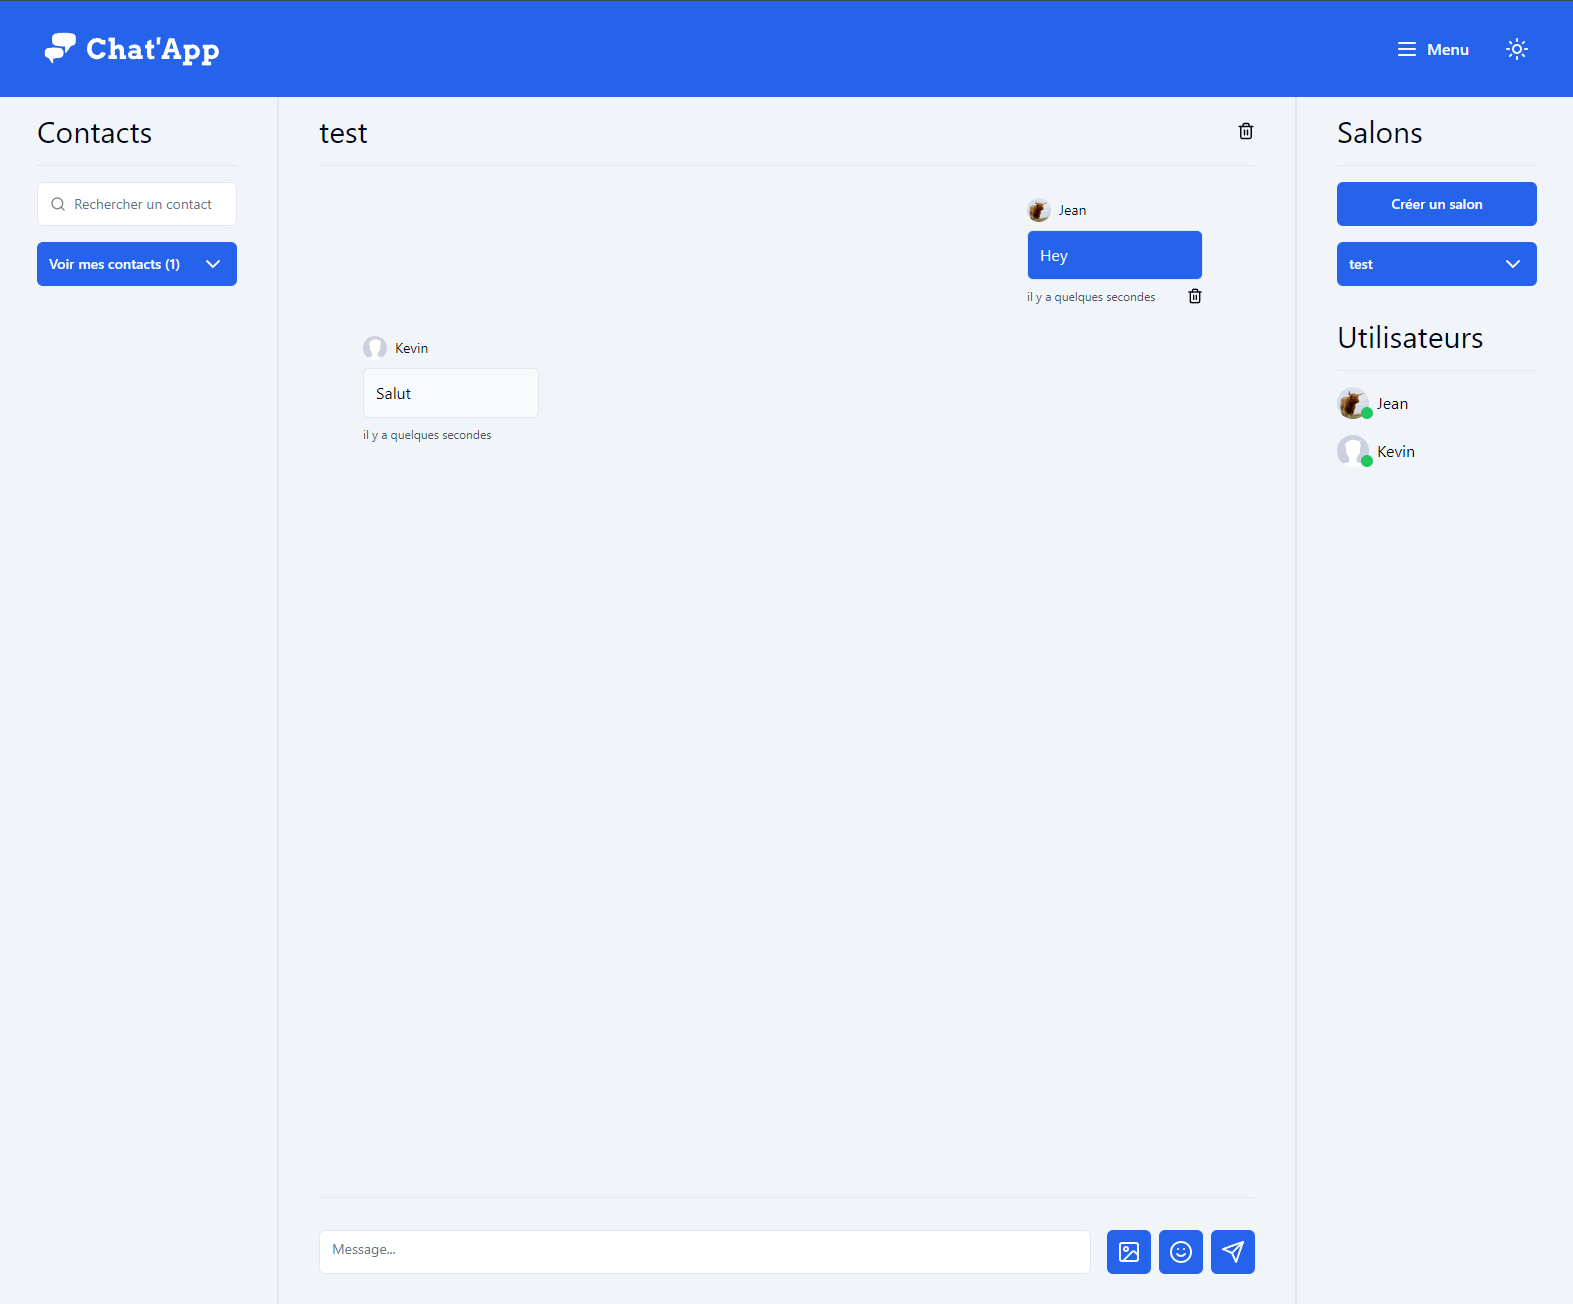 Chat'App
Menu
Contacts
Rechercher un contact
Voir mes contacts (1)
test
Jean
Hey
il y a quelques secondes
Kevin
Salut
il y a quelques secondes
Message...
Salons
Créer un salon
test
Utilisateurs
Jean
Kevin